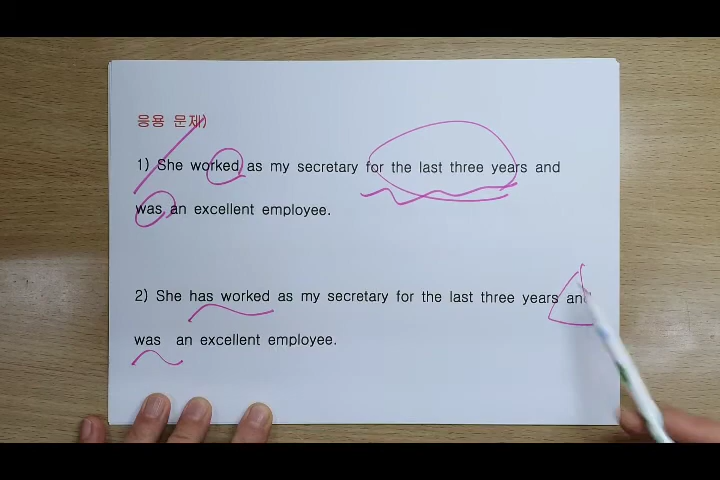 응용 문제)
1) She worked as my secretary for the last three years and
was an excellent employee.
2) She has worked as my secretary for the last three years and
was an excellent employee.